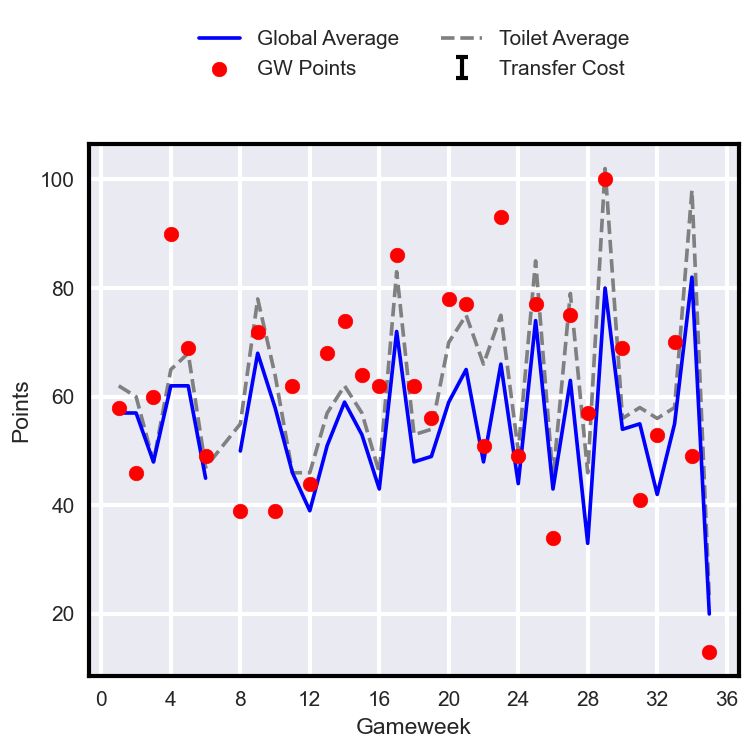 Global Average Toilet Average
GW Points Transfer Cost
100
80
60
40
20
Points
0 4 8 12 16 20 24 28 32 36
Gameweek